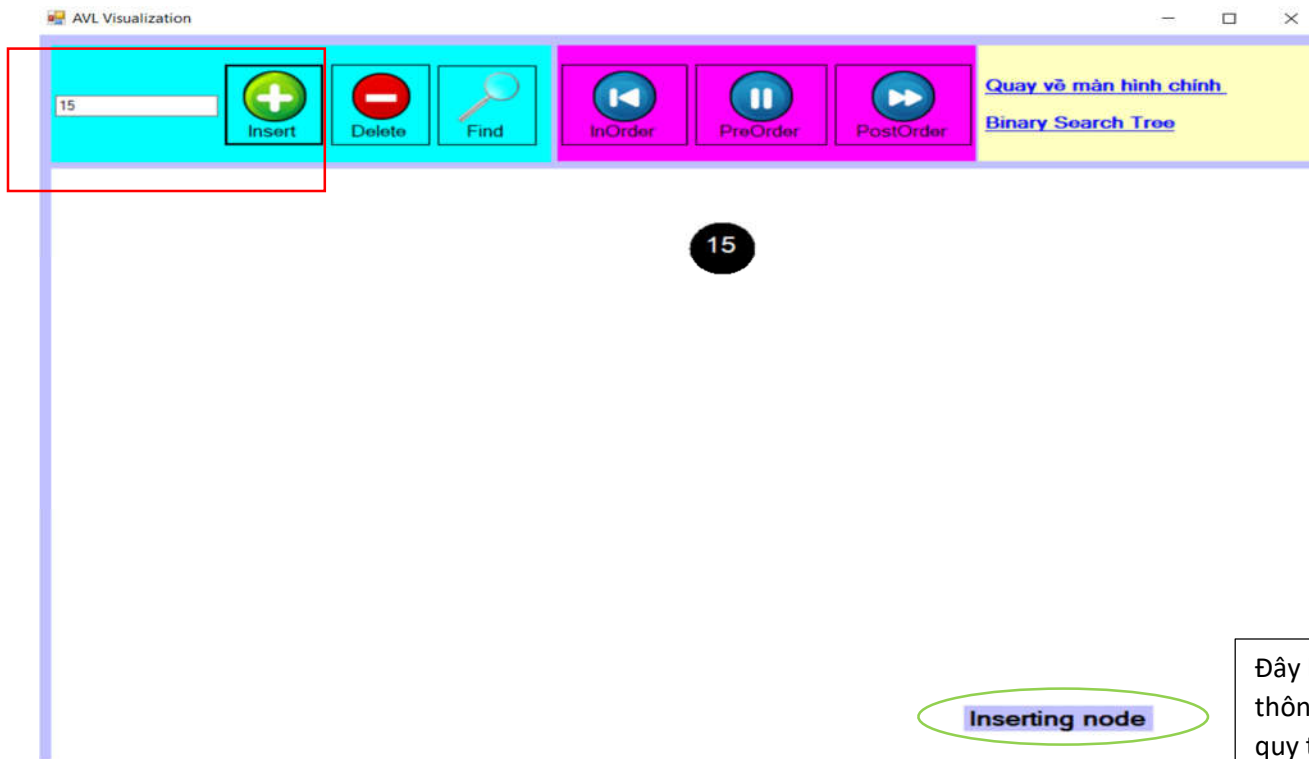 AVL Visualization
15
Insert
Delete
Find
InOrder
PreOrder
PostOrder
Quay về màn hình chính
Binary Search Tree
15
Inserting node
Đây
quy